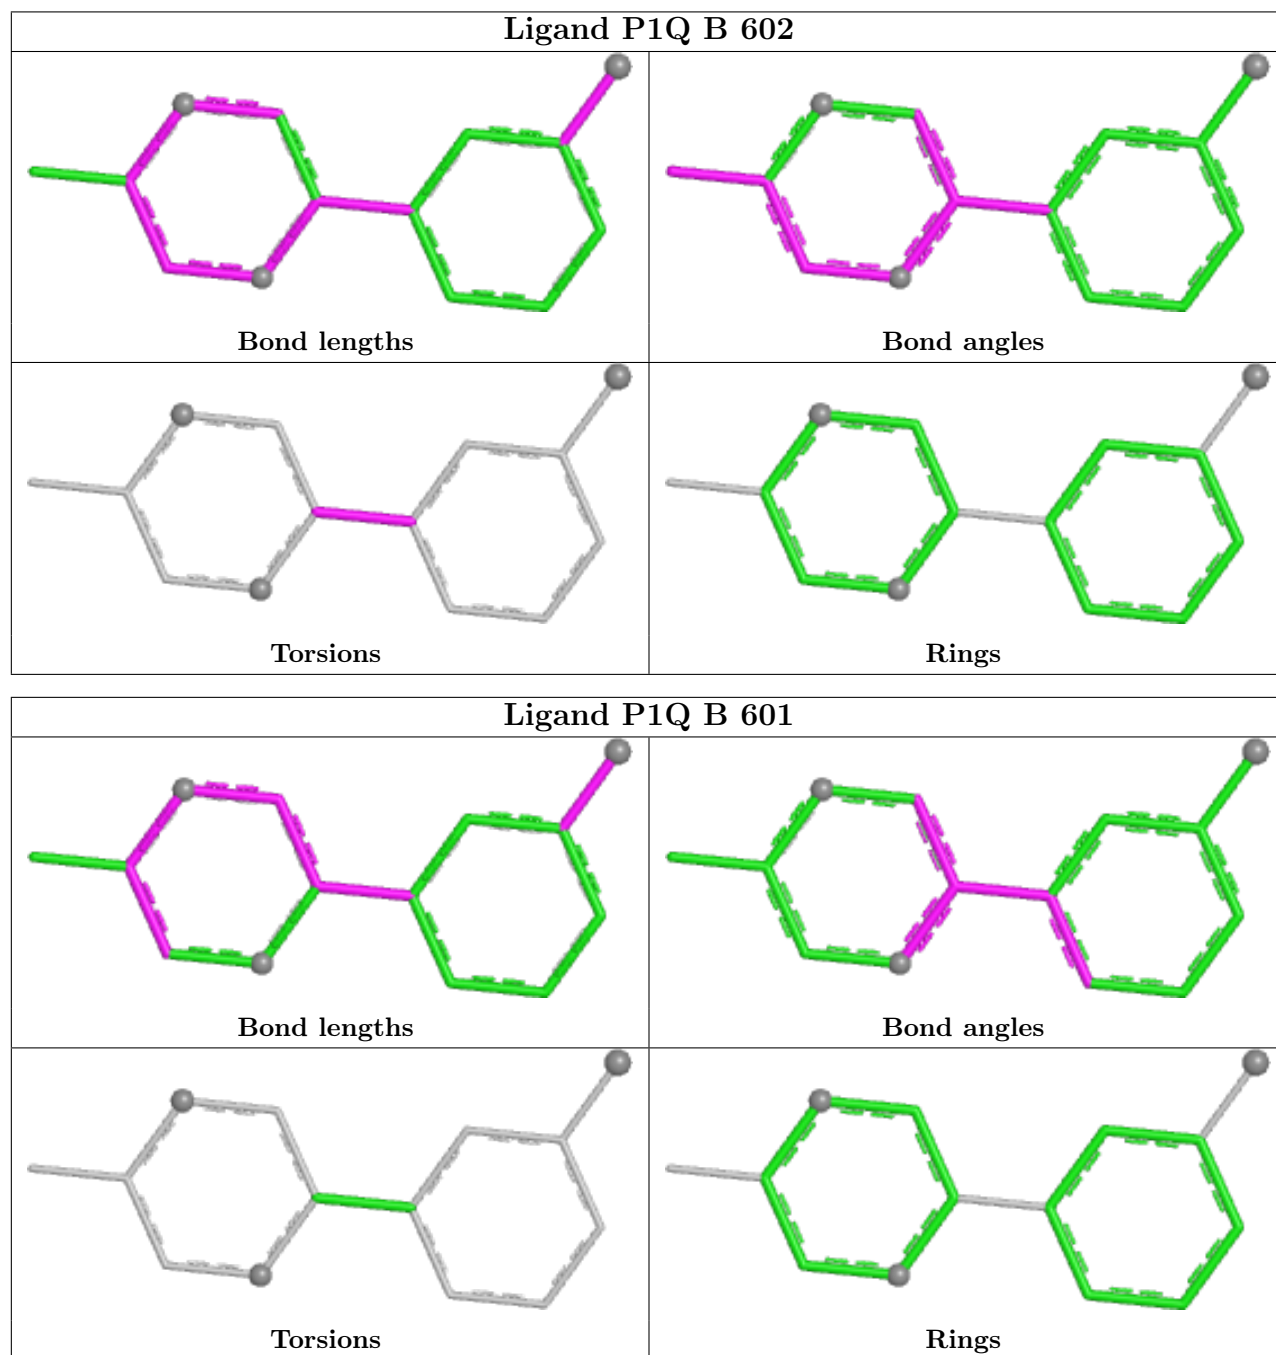 Ligand P1Q B 602
Bond lengths
Bond angles
Torsions
Rings
Ligand P1Q B 601
Bond lengths
Bond angles
Torsions
Rings